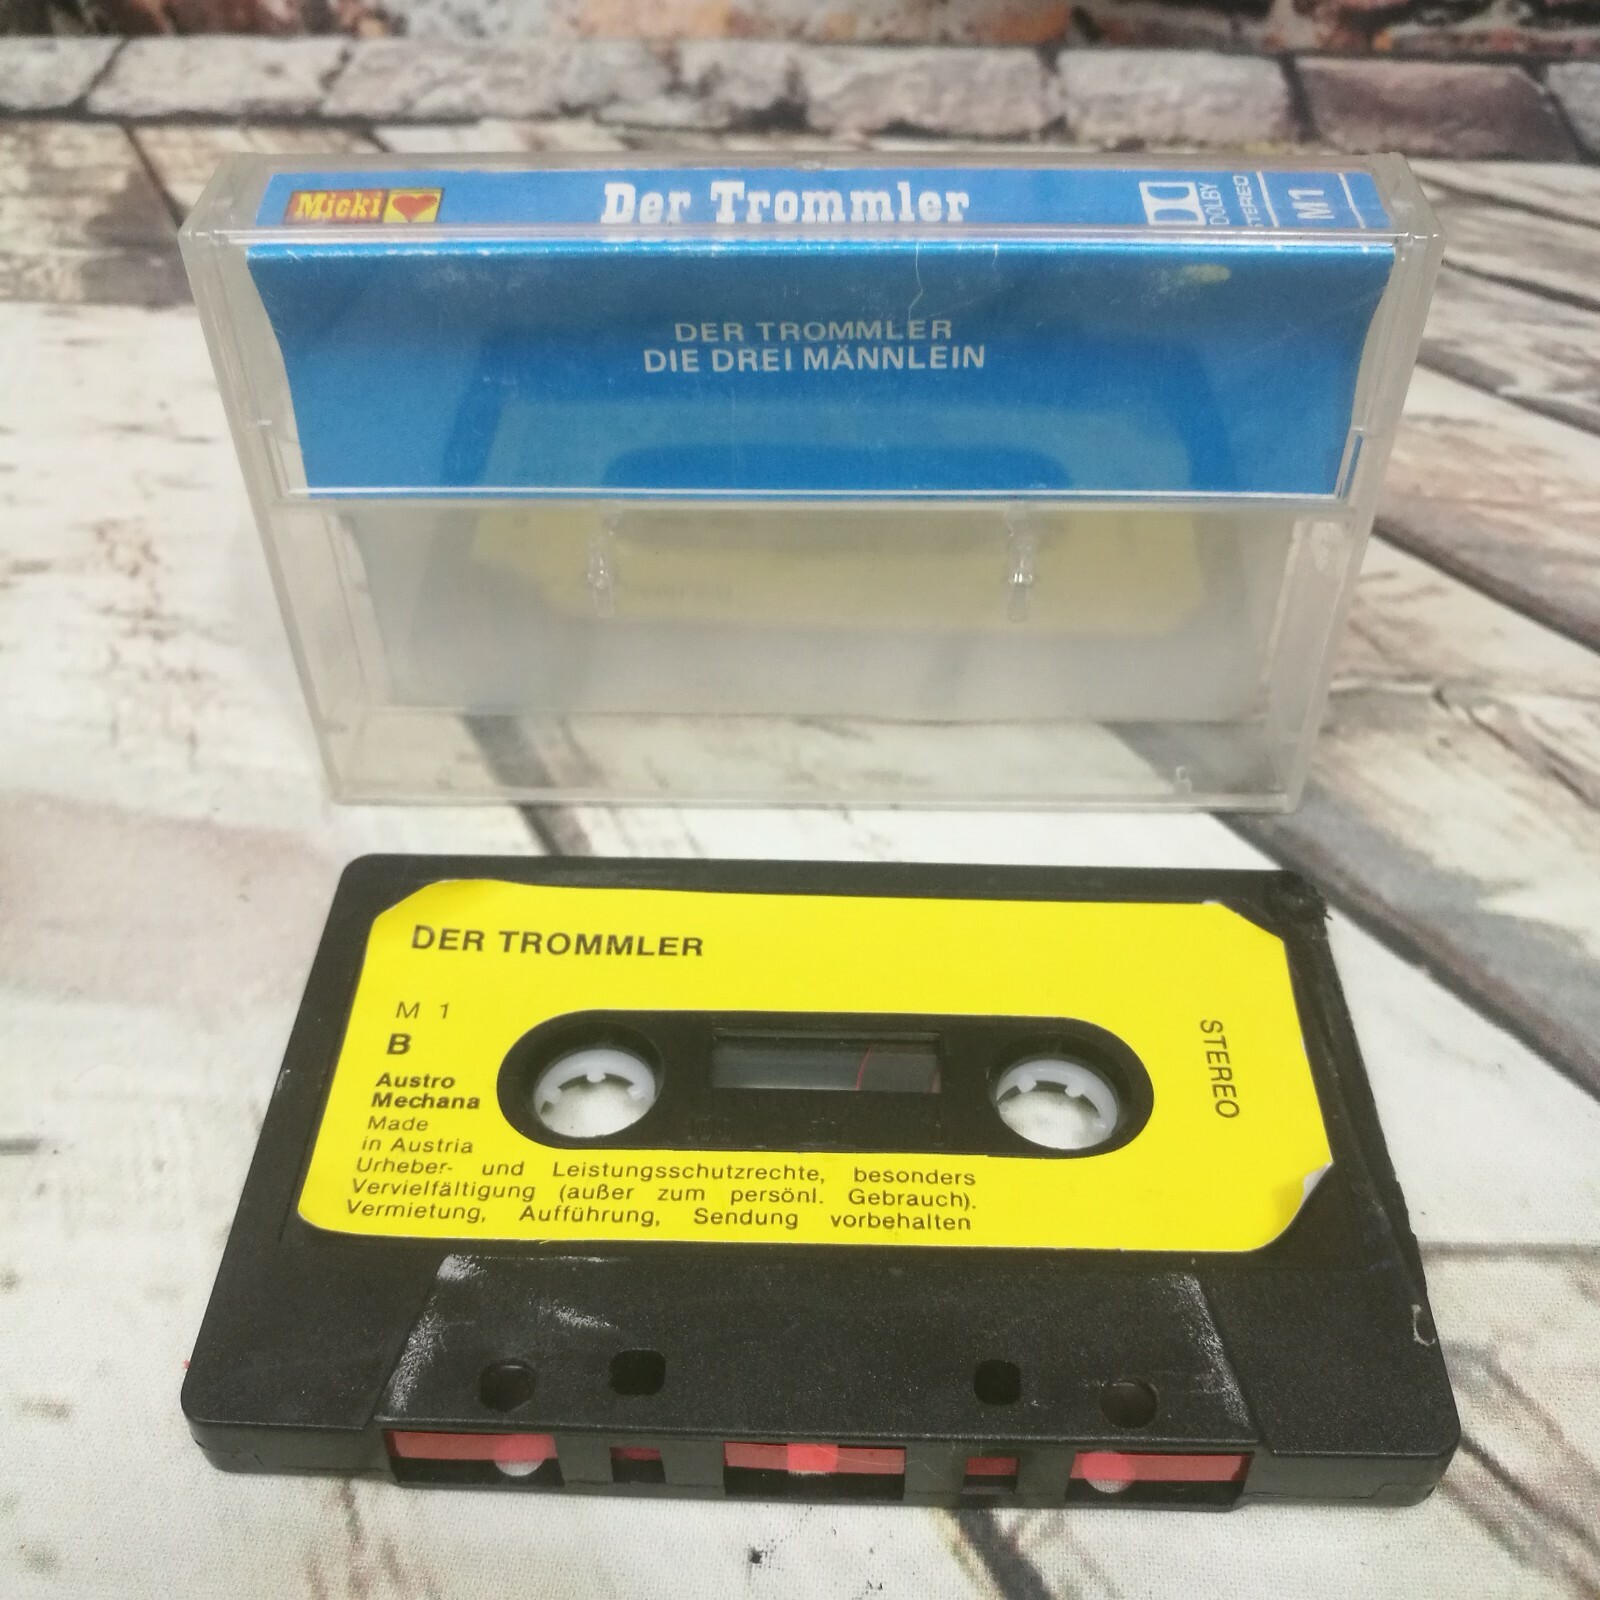 Micki
Der Trommler
DOLBY
STEREO
M1
DER TROMMLER
DIE DREI MÄNNLEIN
DER TROMMLER
M 1
B
Austro
Mechana
Made
in Austria
STEREO
Urheber- und Leistungsschutzrechte, besonders
Vervielfältigung (außer zum persönl. Gebrauch).
Vermietung, Aufführung, Sendung vorbehalten